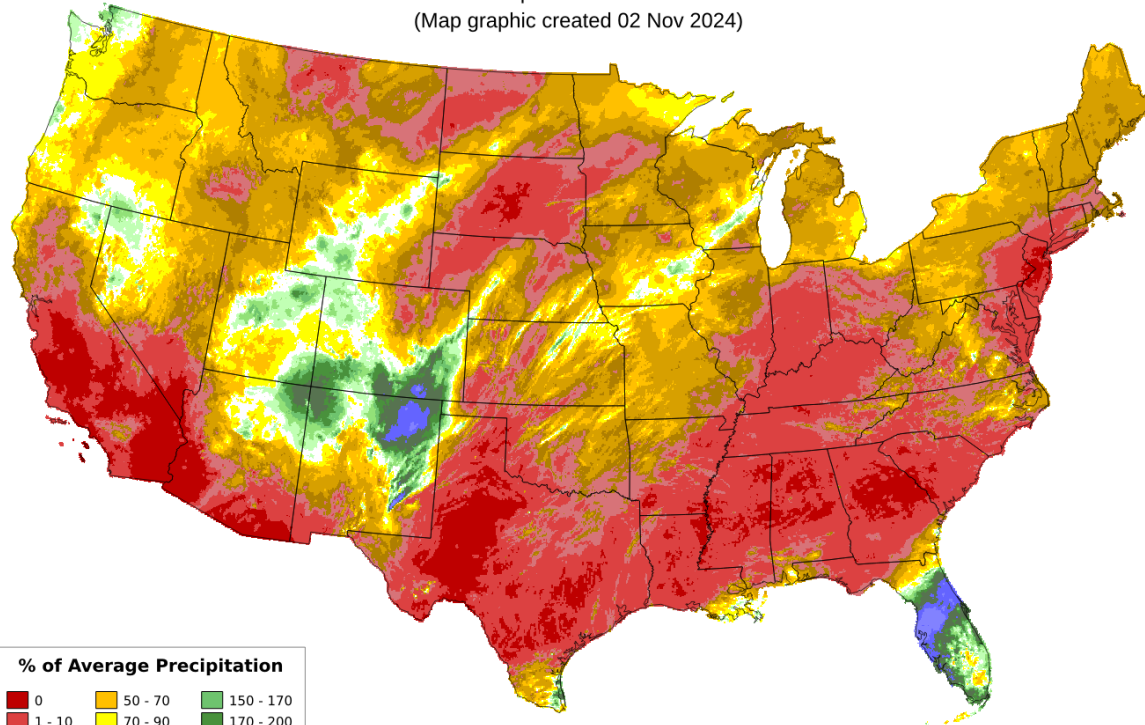 (Map graphic created 02 Nov 2024)
% of Average Precipitation
0 50 - 70 150 - 170
1 - 10 70 - 90 170 - 200